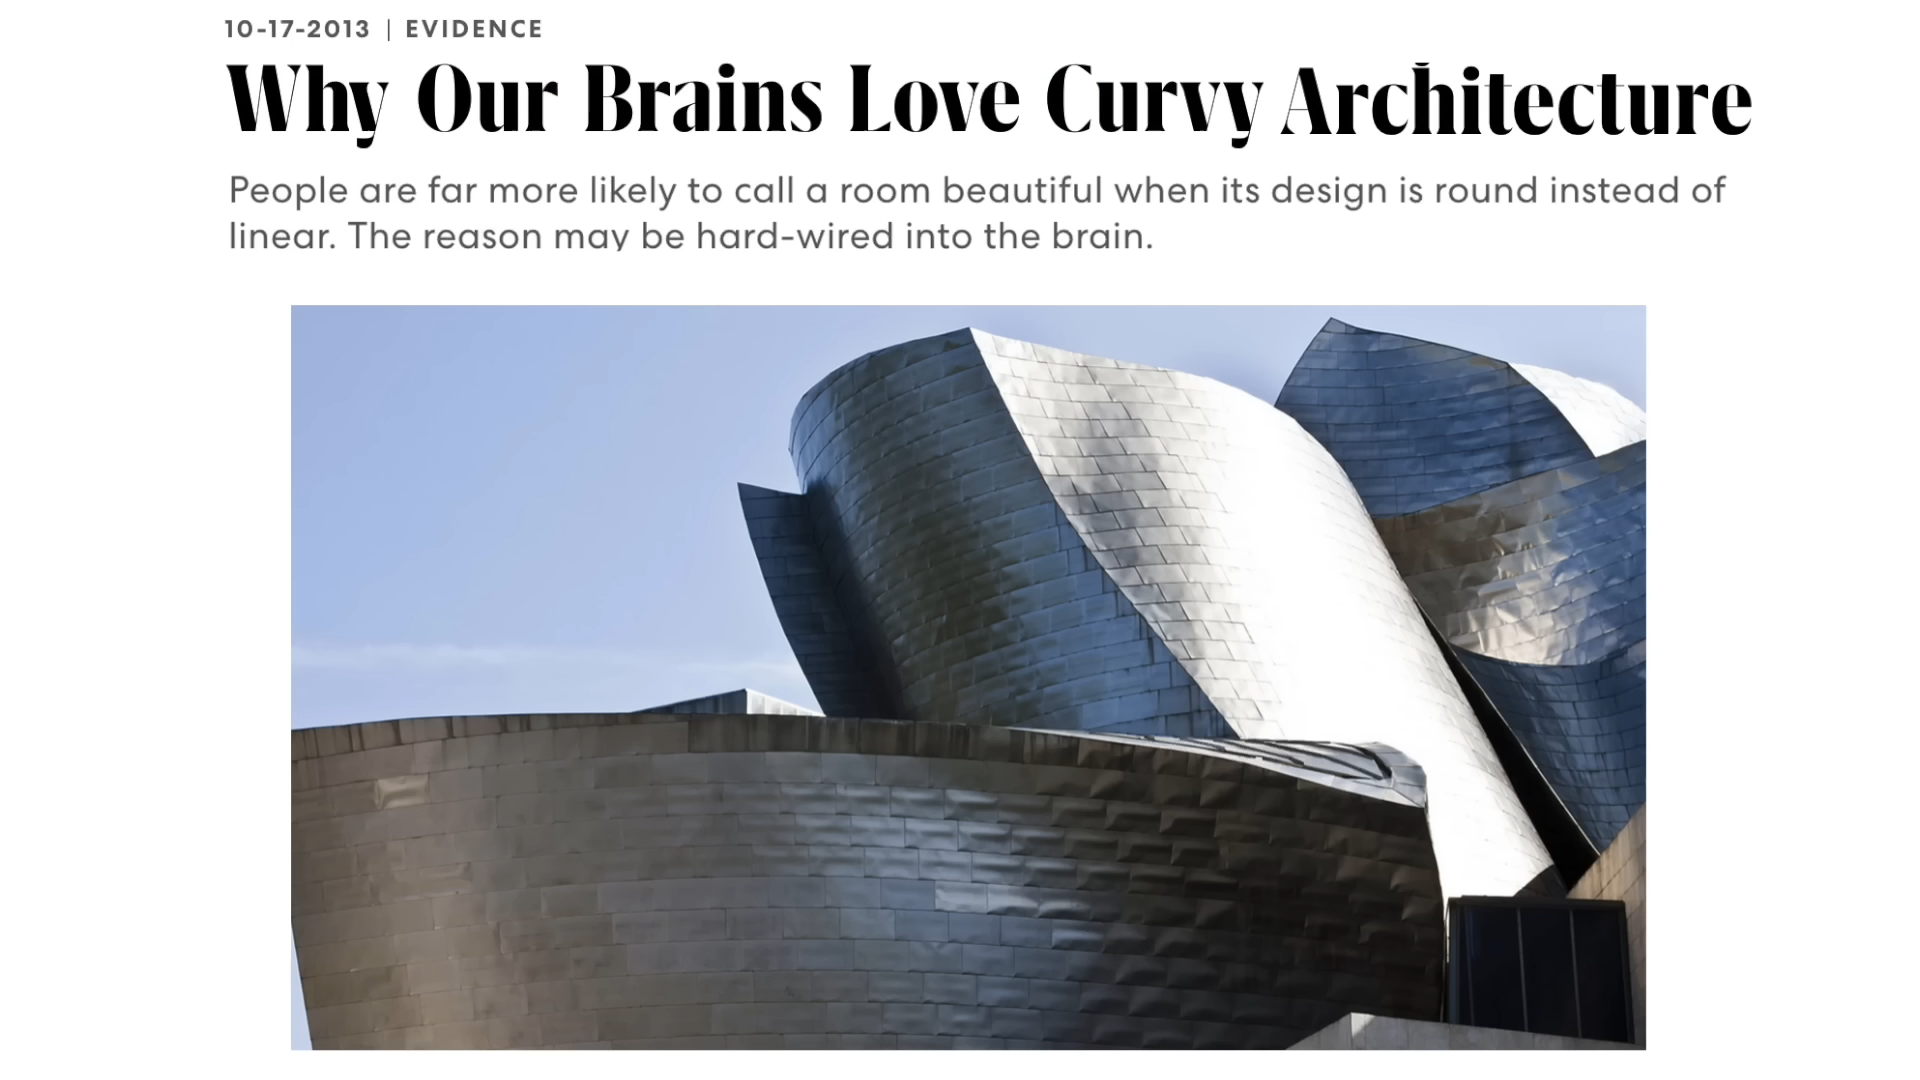 10-17-2013 | EVIDENCE
Why Our Brains Love Curvy Architecture
People are far more likely to call a room beautiful when its design is round instead of
linear. The reason may be hard-wired into the brain.